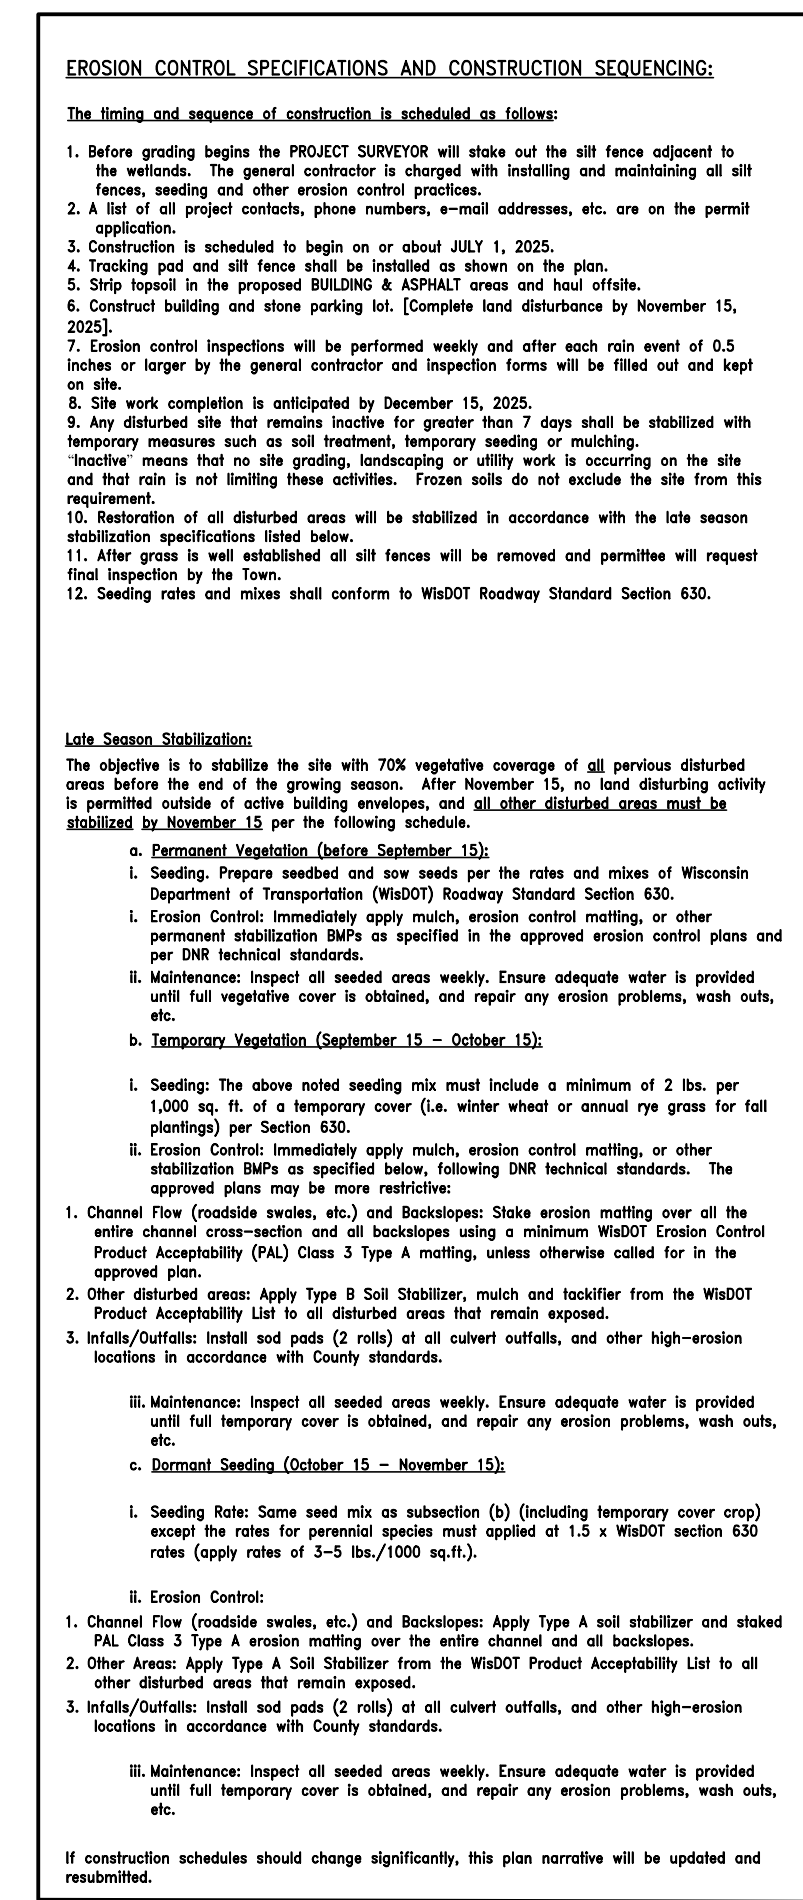 EROSION CONTROL SPECIFICATIONS AND CONSTRUCTION SEQUENCING:
The timing and sequence of construction is scheduled as follows:
1. Before grading begins the PROJECT SURVEYOR will stake out the silt fence adjacent to
the wetlands. The general contractor is charged with installing and maintaining all silt
fences, seeding and other erosion control practices.
2. A list of all project contacts, phone numbers, e-mail addresses, etc. are on the permit
application.
3. Construction is scheduled to begin on or about JULY 1, 2025.
4. Tracking pad and silt fence shall be installed as shown on the plan.
5. Strip topsoil in the proposed BUILDING & ASPHALT areas and haul offsite.
6. Construct building and stone parking lot. [Complete land disturbance by November 15,
2025].
7. Erosion control inspections will be performed weekly and after each rain event of 0.5
inches or larger by the general contractor and inspection forms will be filled out and kept
on site.
8. Site work completion is anticipated by December 15, 2025.
9. Any disturbed site that remains inactive for greater than 7 days shall be stabilized with
temporary measures such as soil treatment, temporary seeding or mulching.
“Inactive” means that no site grading, landscaping or utility work is occurring on the site
and that rain is not limiting these activities. Frozen soils do not exclude the site from this
requirement.
10. Restoration of all disturbed areas will be stabilized in accordance with the late season
stabilization specifications listed below.
11. After grass is well established all silt fences will be removed and permittee will request
final inspection by the Town.
12. Seeding rates and mixes shall conform to WisDOT Roadway Standard Section 630.
Late Season Stabilization:
The objective is to stabilize the site with 70% vegetative coverage of all pervious disturbed
areas before the end of the growing season. After November 15, no land disturbing activity
is permitted outside of active building envelopes, and all other disturbed areas must be
stabilized by November 15 per the following schedule.
a. Permanent Vegetation (before September 15):
i. Seeding. Prepare seedbed and sow seeds per the rates and mixes of Wisconsin
Department of Transportation (WisDOT) Roadway Standard Section 630.
i. Erosion Control: Immediately apply mulch, erosion control matting, or other
permanent stabilization BMPs as specified in the approved erosion control plans and
per DNR technical standards.
ii. Maintenance: Inspect all seeded areas weekly. Ensure adequate water is provided
until full vegetative cover is obtained, and repair any erosion problems, wash outs,
etc.
b. Temporary Vegetation (September 15 – October 15):
i. Seeding: The above noted seeding mix must include a minimum of 2 lbs. per
1,000 sq. ft. of a temporary cover (i.e. winter wheat or annual rye grass for fall
plantings) per Section 630.
ii. Erosion Control: Immediately apply mulch, erosion control matting, or other
stabilization BMPs as specified below, following DNR technical standards. The
approved plans may be more restrictive:
1. Channel Flow (roadside swales, etc.) and Backslopes: Stake erosion matting over all the
entire channel cross-section and all backslopes using a minimum WisDOT Erosion Control
Product Acceptability (PAL) Class 3 Type A matting, unless otherwise called for in the
approved plan.
2. Other disturbed areas: Apply Type B Soil Stabilizer, mulch and tackifier from the WisDOT
Product Acceptability List to all disturbed areas that remain exposed.
3. Infalls/Outfalls: Install sod pads (2 rolls) at all culvert outfalls, and other high-erosion
locations in accordance with County standards.
iii. Maintenance: Inspect all seeded areas weekly. Ensure adequate water is provided
until full temporary cover is obtained, and repair any erosion problems, wash outs,
etc.
c. Dormant Seeding (October 15 – November 15):
i. Seeding Rate: Same seed mix as subsection (b) (including temporary cover crop)
except the rates for perennial species must applied at 1.5 x WisDOT section 630
rates (apply rates of 3-5 lbs./1000 sq.ft.).
ii. Erosion Control:
1. Channel Flow (roadside swales, etc.) and Backslopes: Apply Type A soil stabilizer and staked
PAL Class 3 Type A erosion matting over the entire channel and all backslopes.
2. Other Areas: Apply Type A Soil Stabilizer from the WisDOT Product Acceptability List to all
other disturbed areas that remain exposed.
3. Infalls/Outfalls: Install sod pads (2 rolls) at all culvert outfalls, and other high-erosion
locations in accordance with County standards.
iii. Maintenance: Inspect all seeded areas weekly. Ensure adequate water is provided
until full temporary cover is obtained, and repair any erosion problems, wash outs,
etc.
If construction schedules should change significantly, this plan narrative will be updated and
resubmitted.